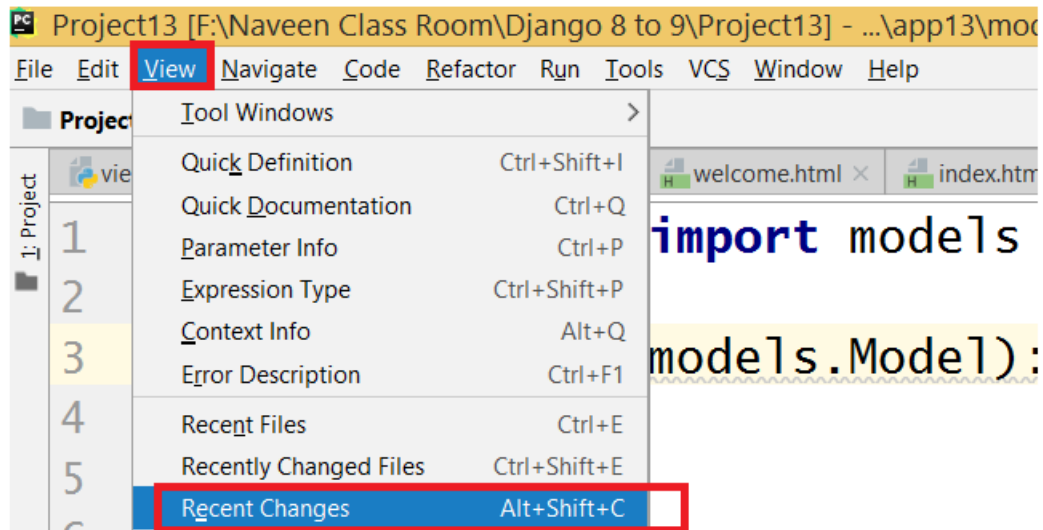 PC Project13 [F:\Naveen Class Room\Django 8 to 9\Project13] - ...\app13\mod
File Edit View Navigate Code Refactor Run Tools VCS Window Help
Project
Tool Windows >
vie
Quick Definition Ctrl+Shift+I
H welcome.html × H index.htm
1: Project
Quick Documentation Ctrl+Q
1 import models
Parameter Info Ctrl+P
2
Expression Type Ctrl+Shift+P
Context Info Alt+Q
3 models.Model):
Error Description Ctrl+F1
4
Recent Files Ctrl+E
5
Recently Changed Files Ctrl+Shift+E
Recent Changes Alt+Shift+C